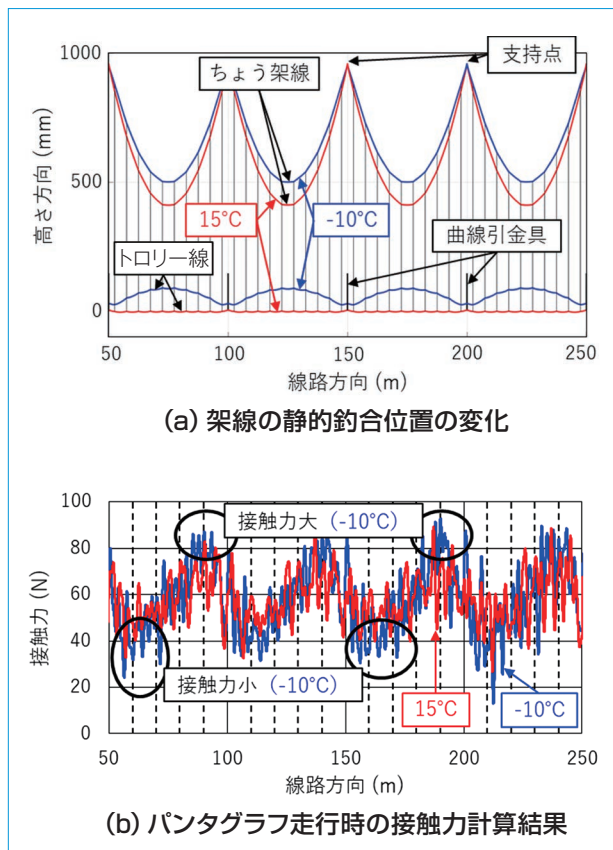 1000
ちょう架線
支持点
高さ方向 (mm)
500
15°C
-10°C
曲線引金具
トロリー線
0
50
100
150
200
250
線路方向 (m)
(a) 架線の静的釣合位置の変化
100
接触力大 (-10°C)
80
60
接触力 (N)
40
20
接触力小 (-10°C)
15°C
-10°C
0
50
100
150
200
250
線路方向 (m)
(b) パンタグラフ走行時の接触力計算結果